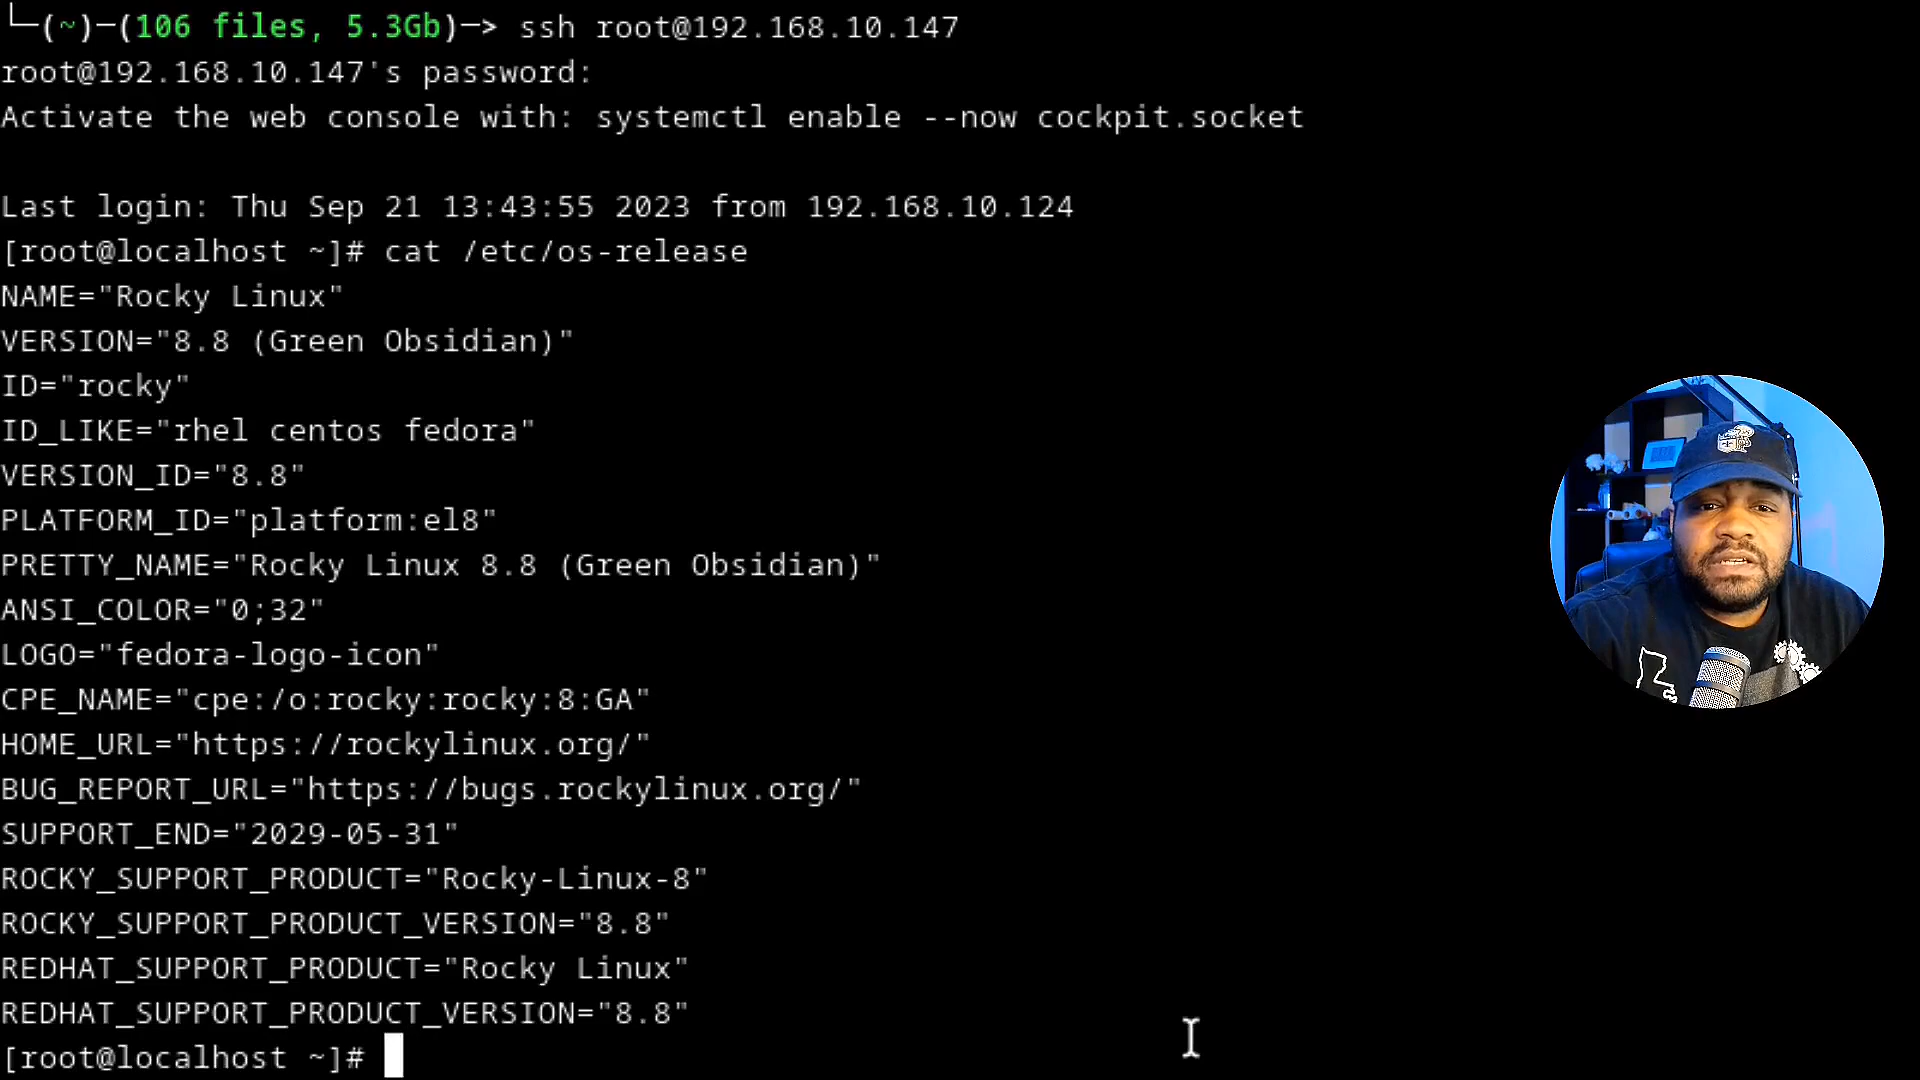 └─(~)─(106 files, 5.3Gb)─> ssh root@192.168.10.147
root@192.168.10.147's password:
Activate the web console with: systemctl enable --now cockpit.socket
Last login: Thu Sep 21 13:43:55 2023 from 192.168.10.124
[root@localhost ~]# cat /etc/os-release
NAME="Rocky Linux"
VERSION="8.8 (Green Obsidian)"
ID="rocky"
ID_LIKE="rhel centos fedora"
VERSION_ID="8.8"
PLATFORM_ID="platform:el8"
PRETTY_NAME="Rocky Linux 8.8 (Green Obsidian)"
ANSI_COLOR="0;32"
LOGO="fedora-logo-icon"
CPE_NAME="cpe:/o:rocky:rocky:8:GA"
HOME_URL="https://rockylinux.org/"
BUG_REPORT_URL="https://bugs.rockylinux.org/"
SUPPORT_END="2029-05-31"
ROCKY_SUPPORT_PRODUCT="Rocky-Linux-8"
ROCKY_SUPPORT_PRODUCT_VERSION="8.8"
REDHAT_SUPPORT_PRODUCT="Rocky Linux"
REDHAT_SUPPORT_PRODUCT_VERSION="8.8"
[root@localhost ~]#